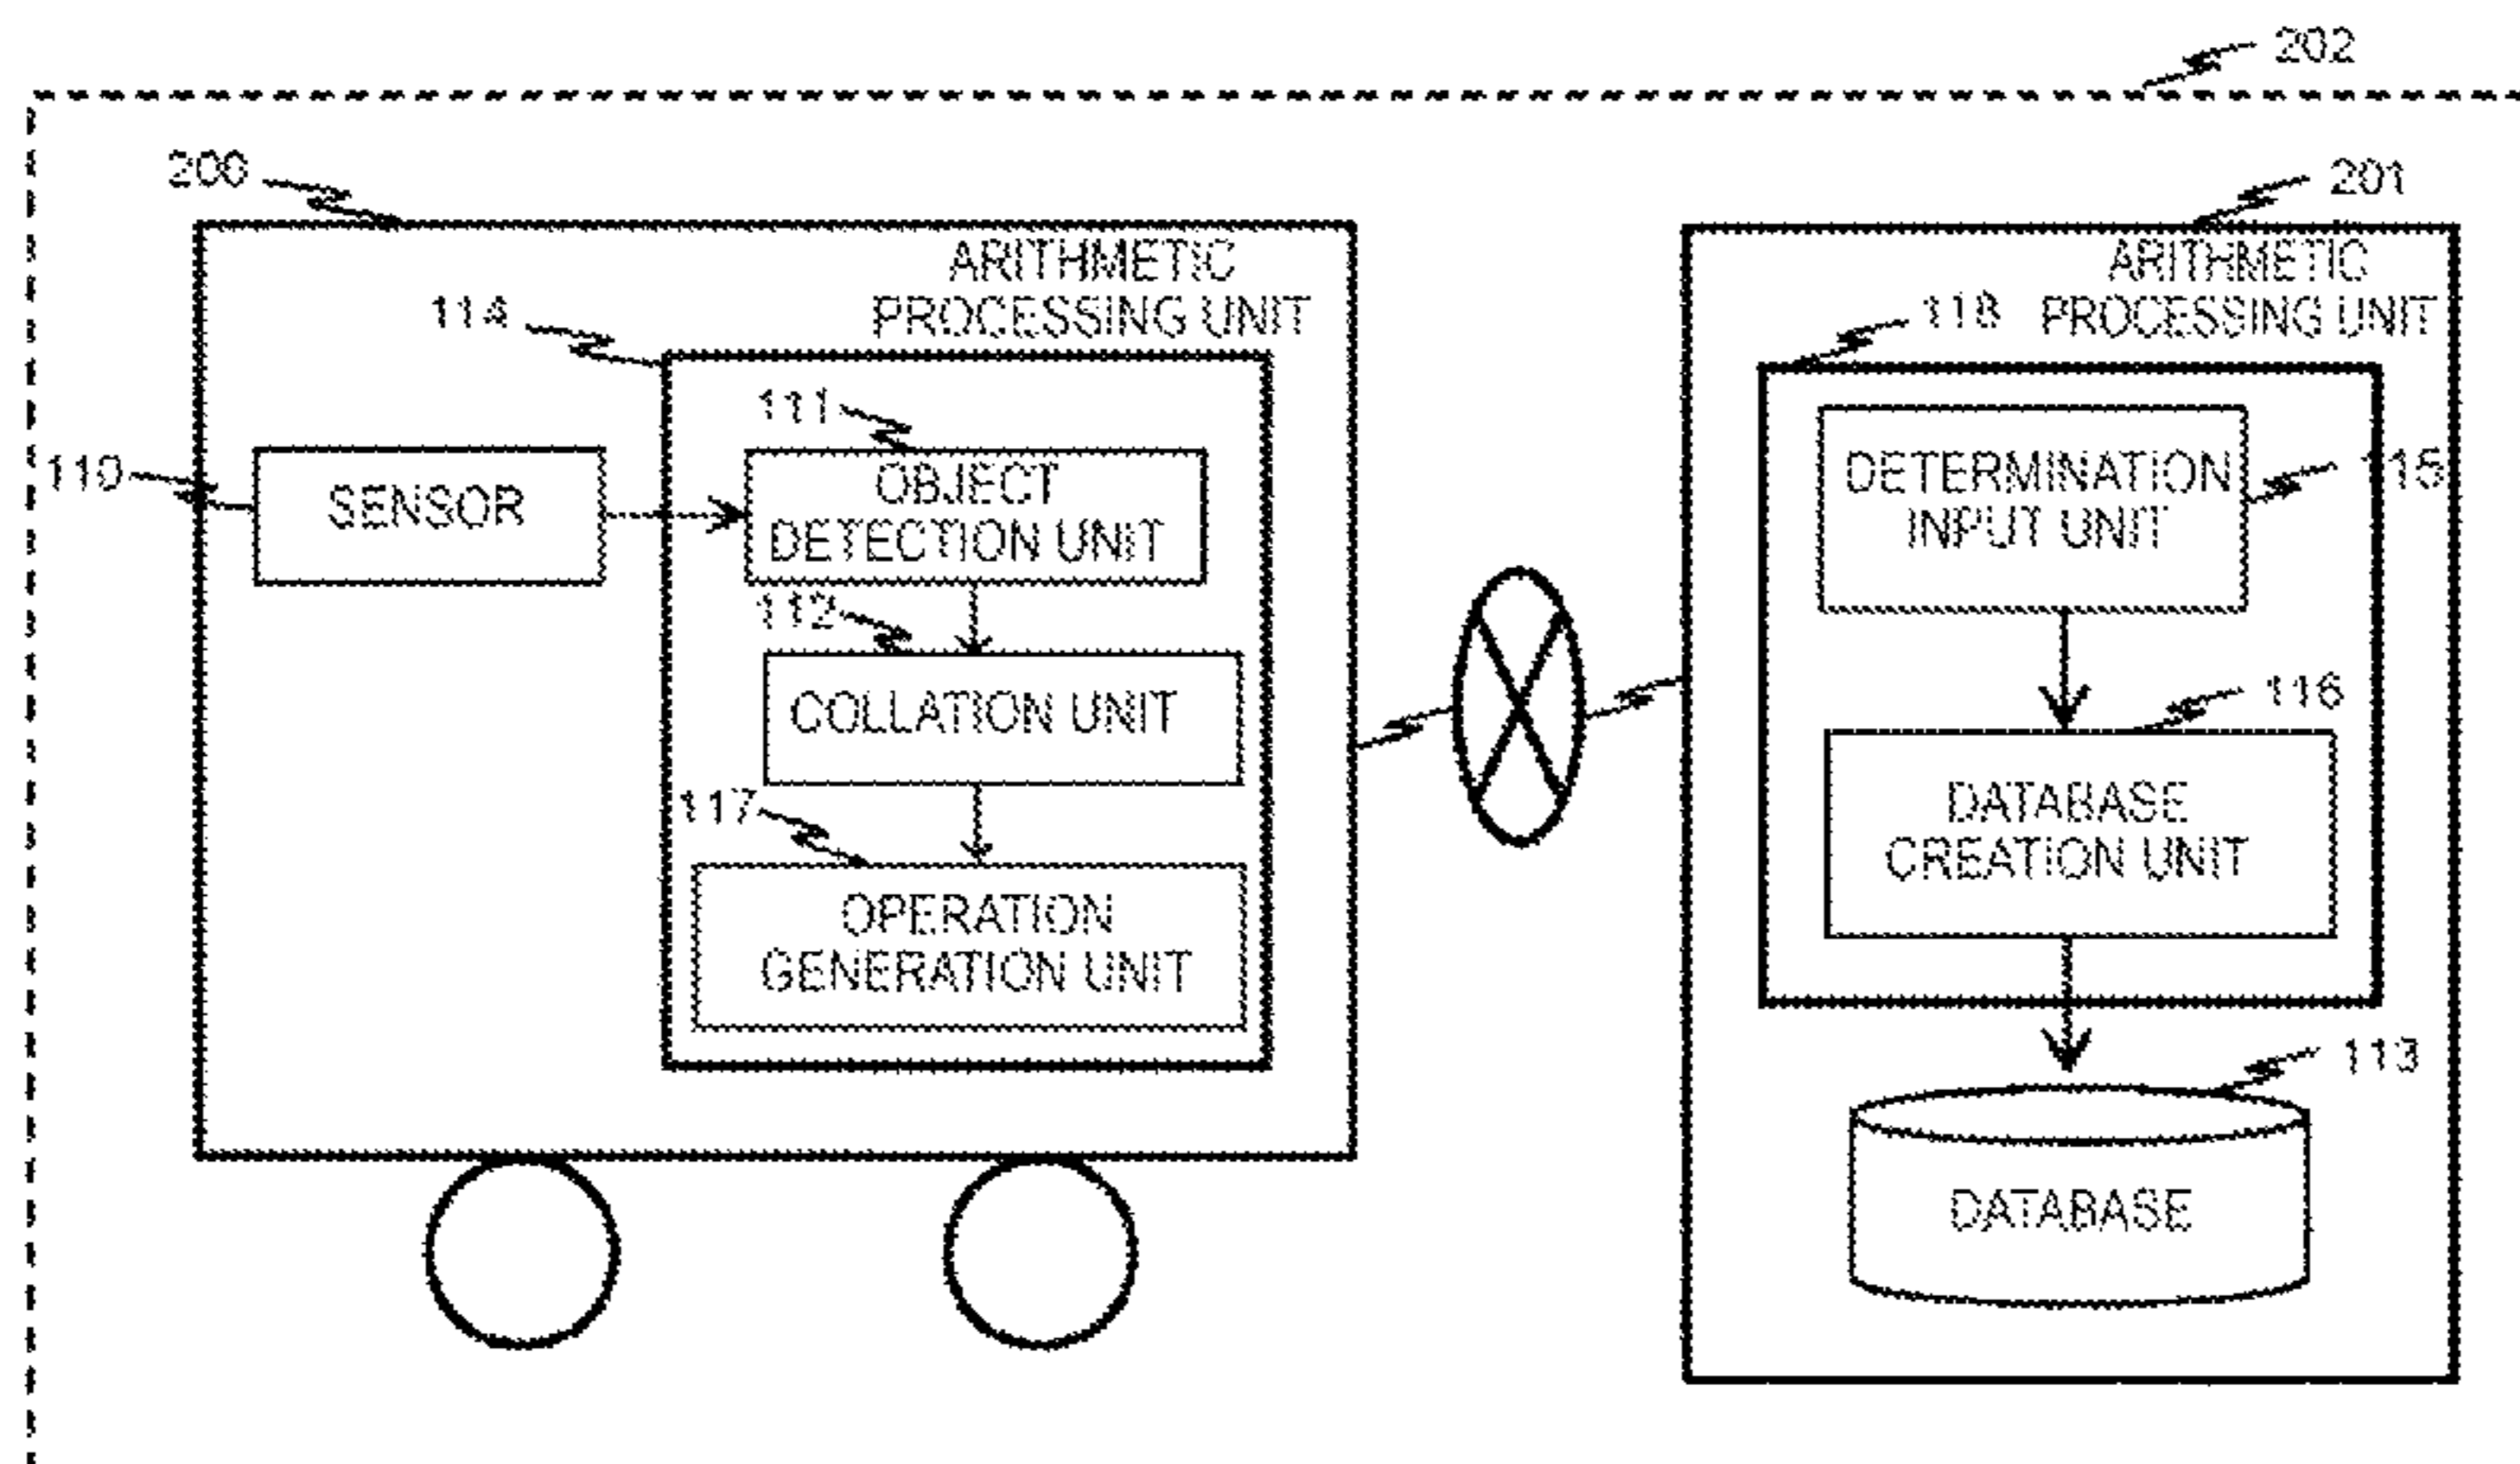 202
200
201
ARITHMETIC
PROCESSING UNIT
114
ARITHMETIC
PROCESSING UNIT
118
111
110
SENSOR
OBJECT
DETECTION UNIT
DETERMINATION
INPUT UNIT
115
112
COLLATION UNIT
116
117
DATABASE
CREATION UNIT
OPERATION
GENERATION UNIT
113
DATABASE